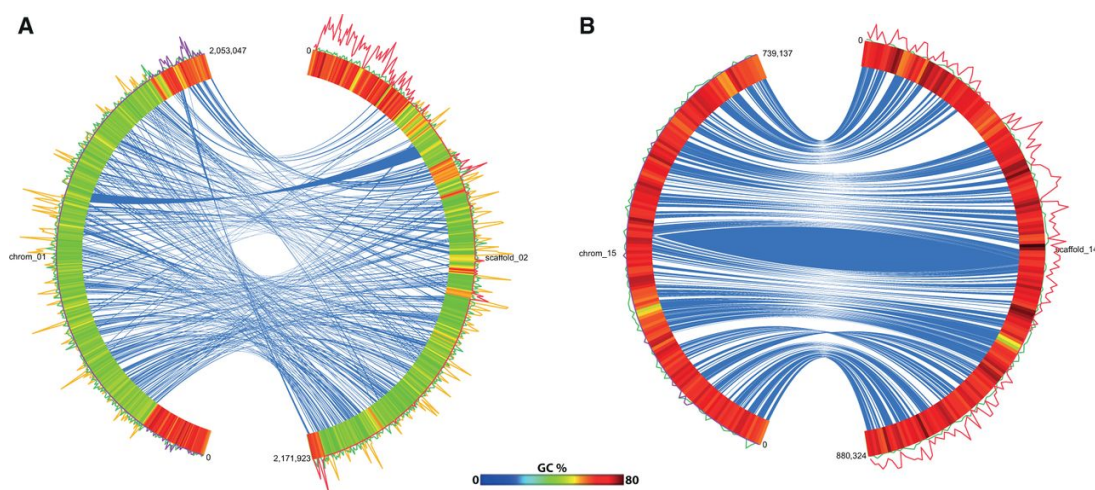 A
2,053,047
0
chrom_01
scaffold_02
0
2,171,923
B
739,137
0
chrom_15
scaffold_14
0
880,324
GC %
0
80